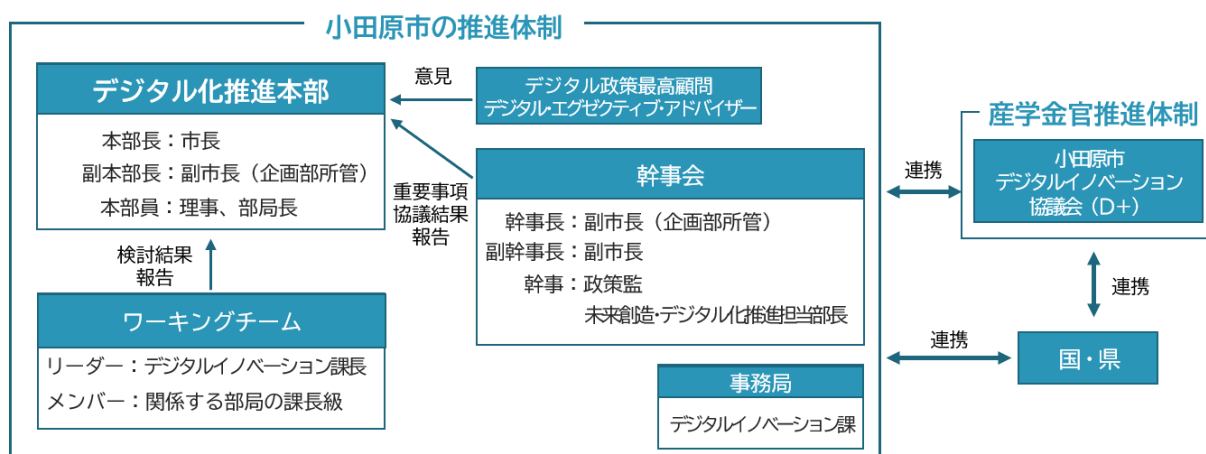 小田原市の推進体制
デジタル化推進本部
本部長：市長
副本部長：副市長（企画部所管）
本部員：理事、部局長
意見
デジタル政策最高顧問
デジタル・エグゼクティブ・アドバイザー
重要事項
協議結果
報告
幹事会
幹事長：副市長（企画部所管）
副幹事長：副市長
幹事：政策監
未来創造・デジタル化推進担当部長
検討結果
報告
ワーキングチーム
リーダー：デジタルイノベーション課長
メンバー：関係する部局の課長級
事務局
デジタルイノベーション課
連携
産学金官推進体制
小田原市
デジタルイノベーション
協議会（D+）
連携
連携
国・県